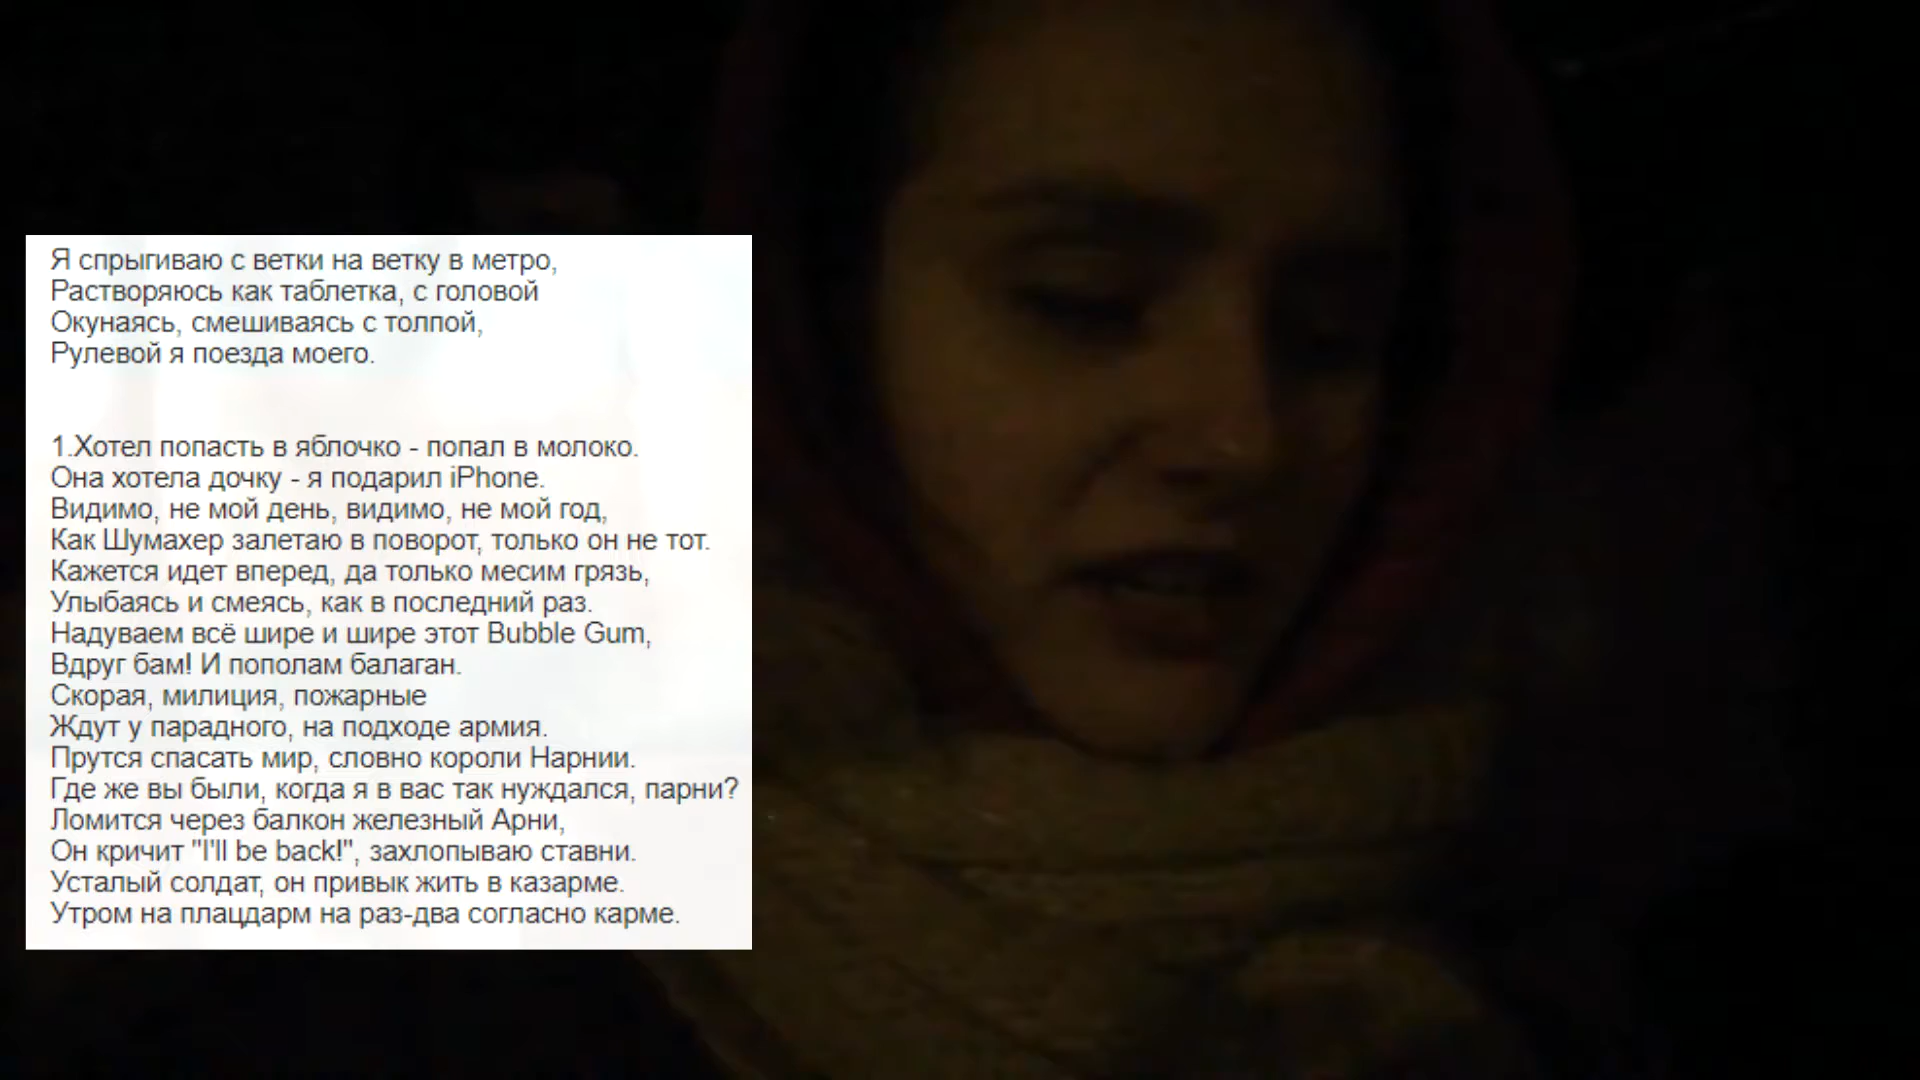 Я спрыгиваю с ветки на ветку в метро,
Растворяюсь как таблетка, с головой
Окунаясь, смешиваясь с толпой,
Рулевой я поезда моего.
1.Хотел попасть в яблочко - попал в молоко.
Она хотела дочку - я подарил iPhone.
Видимо, не мой день, видимо, не мой год,
Как Шумахер залетаю в поворот, только он не тот.
Кажется идет вперед, да только месим грязь,
Улыбаясь и смеясь, как в последний раз.
Надуваем всё шире и шире этот Bubble Gum,
Вдруг бам! И пополам балаган.
Скорая, милиция, пожарные
Ждут у парадного, на подходе армия.
Прутся спасать мир, словно короли Нарнии.
Где же вы были, когда я в вас так нуждался, парни?
Ломится через балкон железный Арни,
Он кричит "I'll be back!", захлопываю ставни.
Усталый солдат, он привык жить в казарме.
Утром на плацдарм на раз-два согласно карме.